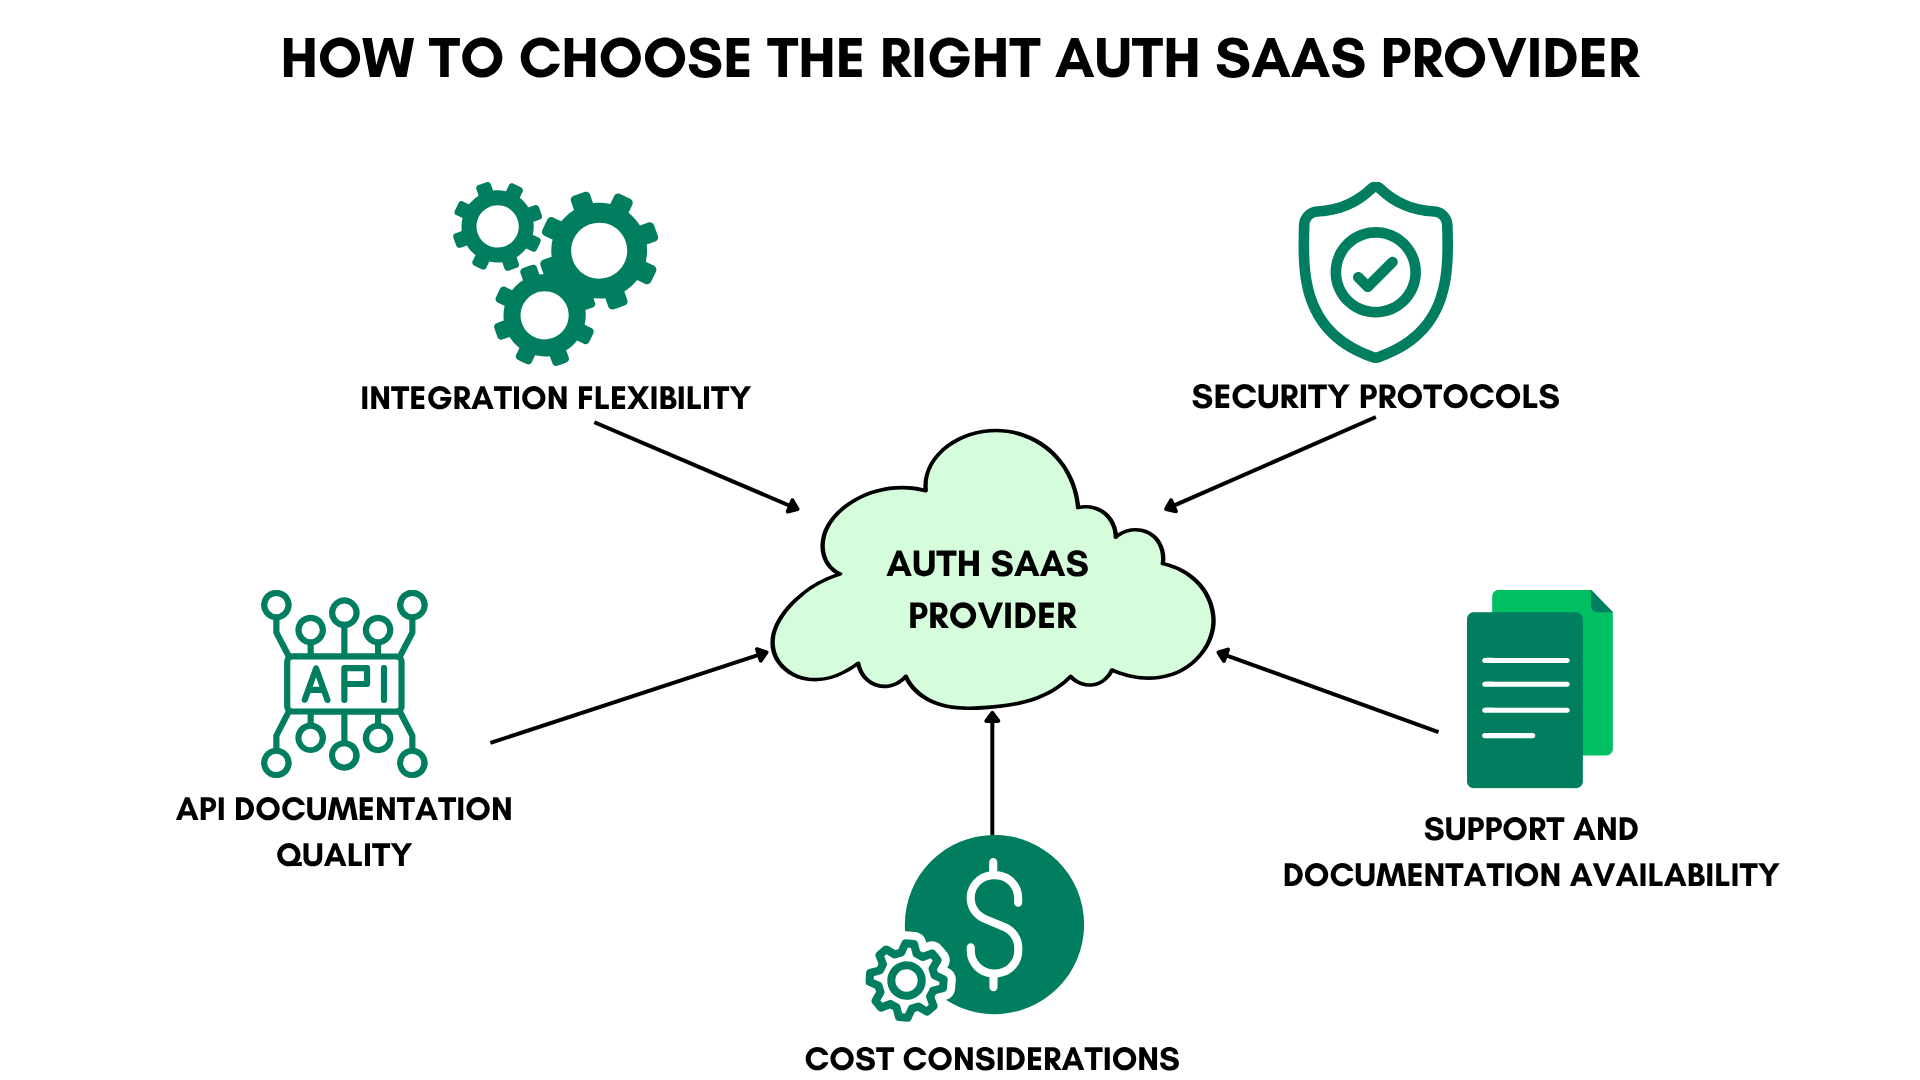 HOW TO CHOOSE THE RIGHT AUTH SAAS PROVIDER
INTEGRATION FLEXIBILITY
SECURITY PROTOCOLS
AUTH SAAS
PROVIDER
API
API DOCUMENTATION
QUALITY
SUPPORT AND
DOCUMENTATION AVAILABILITY
$
COST CONSIDERATIONS